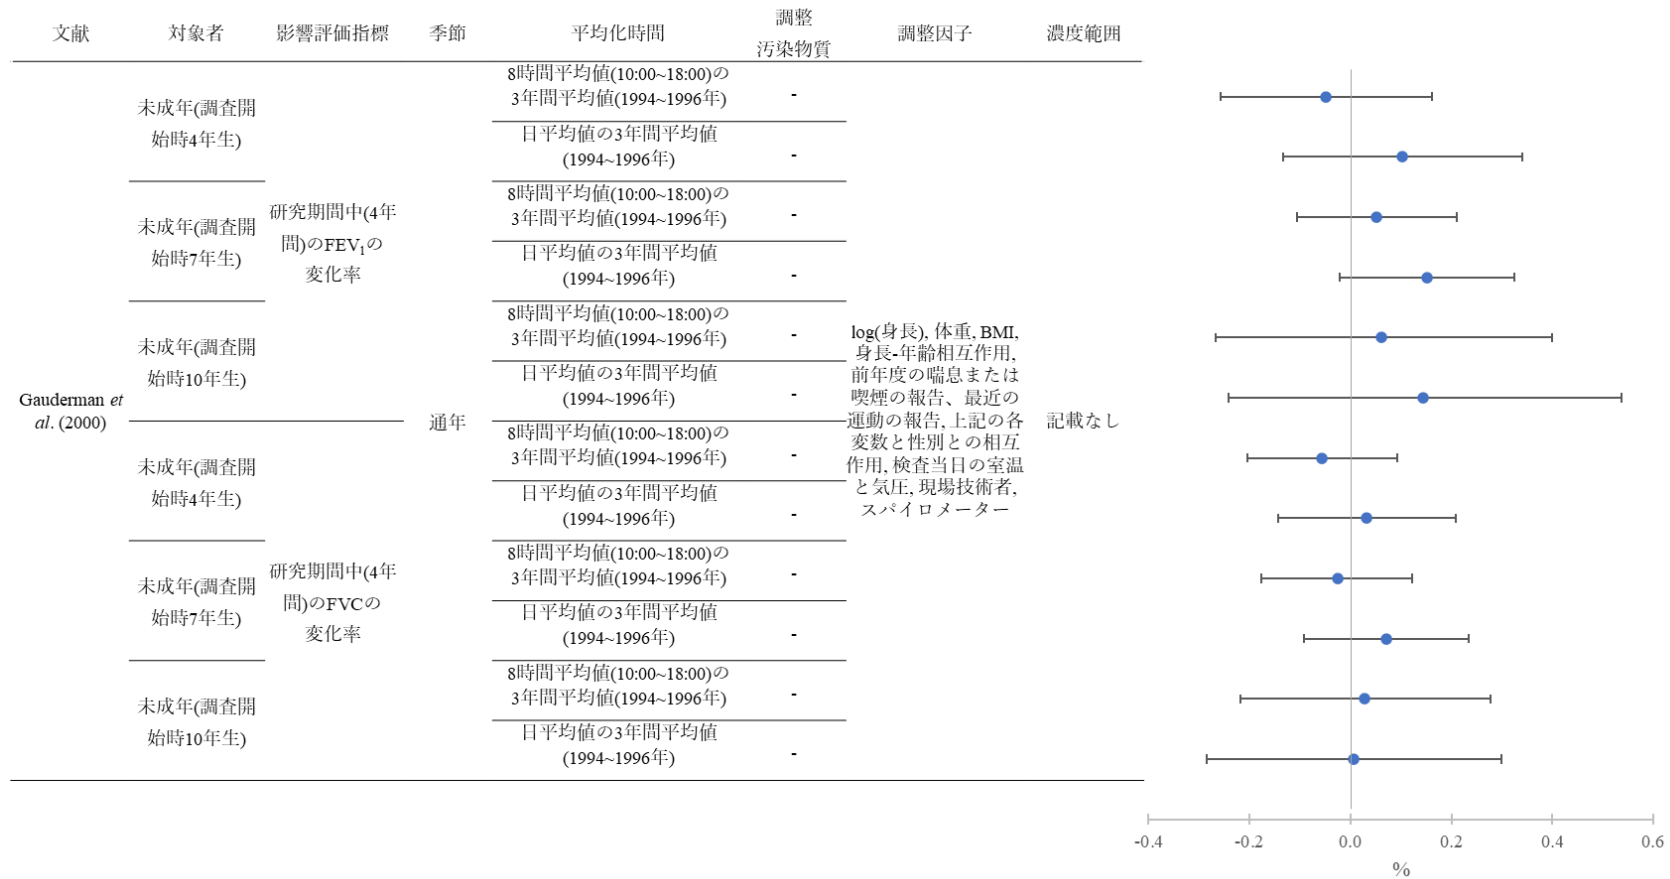 文献 対象者 影響評価指標 季節 平均化時間 調整 調整因子 濃度範囲
汚染物質
Gauderman et
al. (2000)
未成年(調査開
始時4年生)
未成年(調査開
始時7年生)
未成年(調査開
始時10年生)
未成年(調査開
始時4年生)
未成年(調査開
始時7年生)
未成年(調査開
始時10年生)
研究期間中(4年
間)のFEV1の
変化率
研究期間中(4年
間)のFVCの
変化率
通年
8時間平均値(10:00~18:00)の
3年間平均値(1994~1996年) -
日平均値の3年間平均値
(1994~1996年) -
8時間平均値(10:00~18:00)の
3年間平均値(1994~1996年) -
日平均値の3年間平均値
(1994~1996年) -
8時間平均値(10:00~18:00)の
3年間平均値(1994~1996年) -
日平均値の3年間平均値
(1994~1996年) -
8時間平均値(10:00~18:00)の
3年間平均値(1994~1996年) -
日平均値の3年間平均値
(1994~1996年) -
8時間平均値(10:00~18:00)の
3年間平均値(1994~1996年) -
日平均値の3年間平均値
(1994~1996年) -
8時間平均値(10:00~18:00)の
3年間平均値(1994~1996年) -
日平均値の3年間平均値
(1994~1996年) -
log(身長), 体重, BMI,
身長-年齢相互作用,
前年度の喘息または
喫煙の報告、最近の
運動の報告, 上記の各
変数と性別との相互
作用, 検査当日の室温
と気圧, 現場技術者,
スパイロメーター
記載なし
-0.4 -0.2 0.0 0.2 0.4 0.6
%